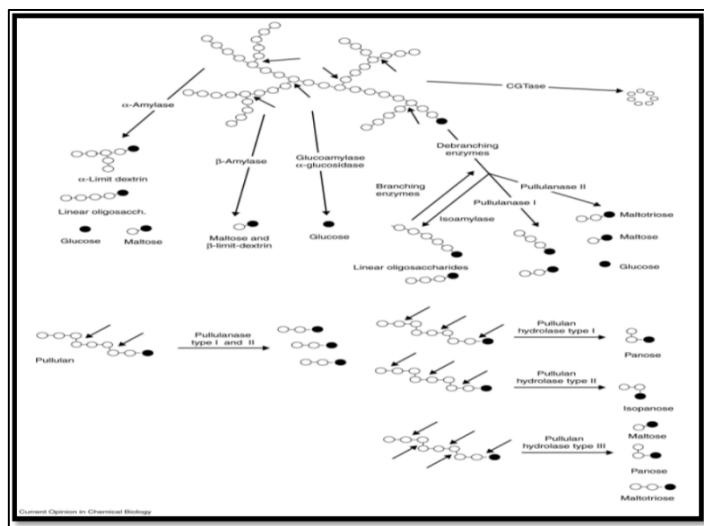 CGTase
α-Amylase
Debranching
enzymes
β-Amylase
Glucoamylase
α-glucosidase
α-Limit dextrin
Branching
enzymes
Pullulanase II
Pullulanase I
Linear oligosacch.
Isoamylase
Maltotriose
Glucose
Maltose
Maltose and
β-limit-dextrin
Glucose
Maltose
Linear oligosaccharides
Glucose
Pullulan
Pullulanase
type I and II
Pullulan
hydrolase type I
Panose
Pullulan
hydrolase type II
Isopanose
Pullulan
hydrolase type III
Maltose
Panose
Maltotriose
Current Opinion in Chemical Biology